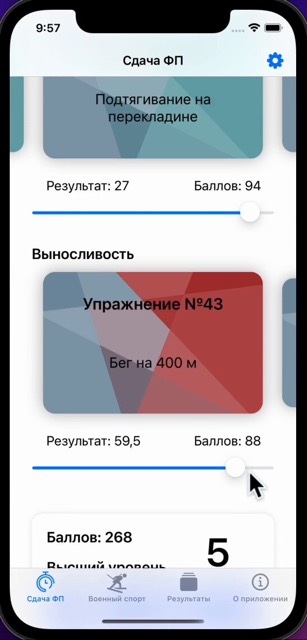 9:57
Сдача ФП
Подтягивание на
перекладине
Результат: 27
Баллов: 94
Выносливость
Упражнение №43
Бег на 400 м
Результат: 59,5
Баллов: 88
Баллов: 268
Высший уровень
5
Сдача ФП
Военный спорт
Результаты
О приложении